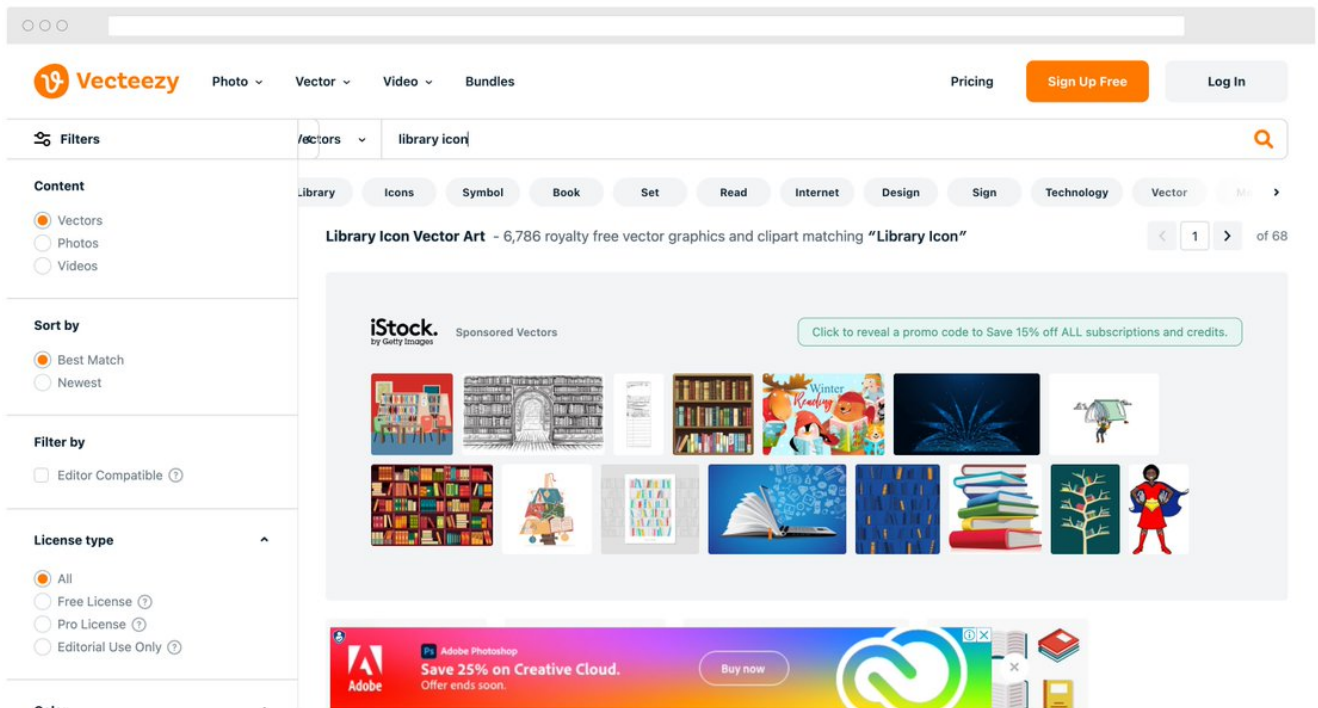 Vecteezy
Photo
Vector
Video
Bundles
Pricing
Sign Up Free
Log In
Filters
Vectors
library icon
Content
Vectors
Photos
Videos
Library
Icons
Symbol
Book
Set
Read
Internet
Design
Sign
Technology
Vector
Library Icon Vector Art - 6,786 royalty free vector graphics and clipart matching “Library Icon”
1
of 68
Sort by
Best Match
Newest
Filter by
Editor Compatible ?
License type
All
Free License ?
Pro License ?
Editorial Use Only ?
iStock.
by Getty Images
Sponsored Vectors
Click to reveal a promo code to Save 15% off ALL subscriptions and credits.
Winter
Reading
Adobe
Ps Adobe Photoshop
Save 25% on Creative Cloud.
Offer ends soon.
Buy now